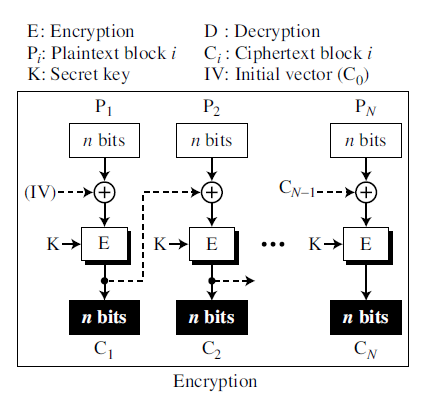 E: Encryption D : Decryption
Pi: Plaintext block i Ci : Ciphertext block i
K: Secret key IV: Initial vector (C0)
P1 P2 PN
n bits n bits n bits
(IV) CN–1
K E K E ••• K E
n bits n bits n bits
C1 C2 CN
Encryption